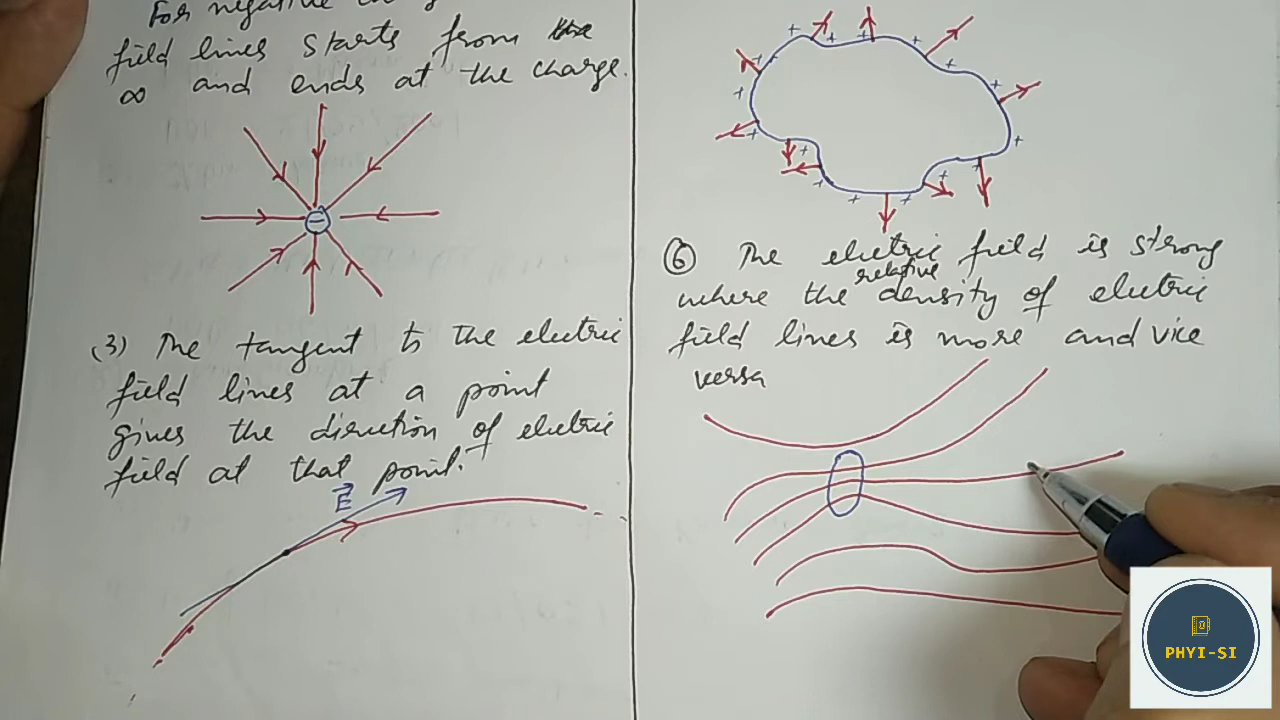 For negative
field lines starts from the
∞ and ends at the charge.
(3) The tangent to the electric
field lines at a point
gives the direction of electric
field at that point.
E
6 The electric field is strong
relative
where the density of electric
field lines is more and vice
versa
PHYI-SI